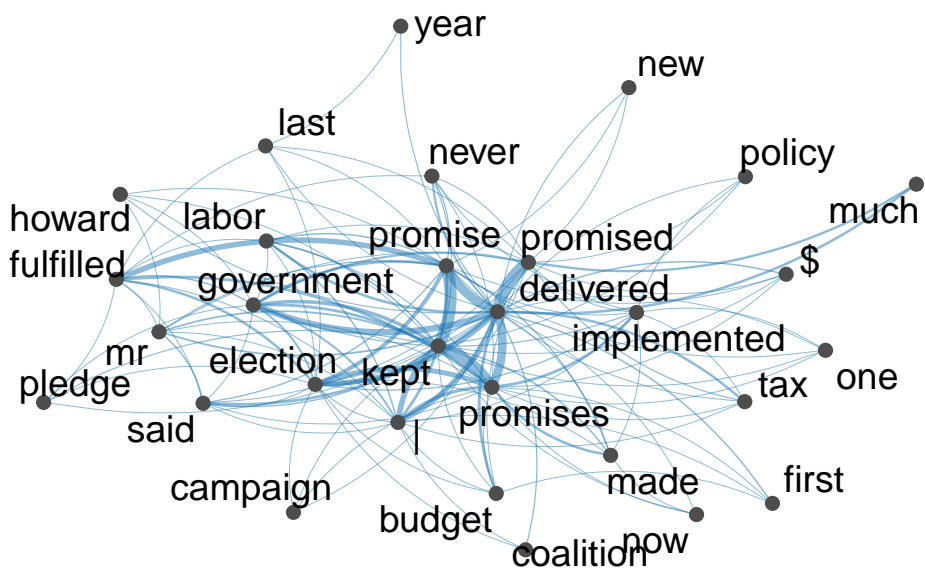 year
new
last
never
policy
much
howard
labor
promise
promised
fulfilled
government
$
delivered
implemented
mr
election
kept
one
pledge
tax
said
promises
|
campaign
made
first
budget
now
coalition